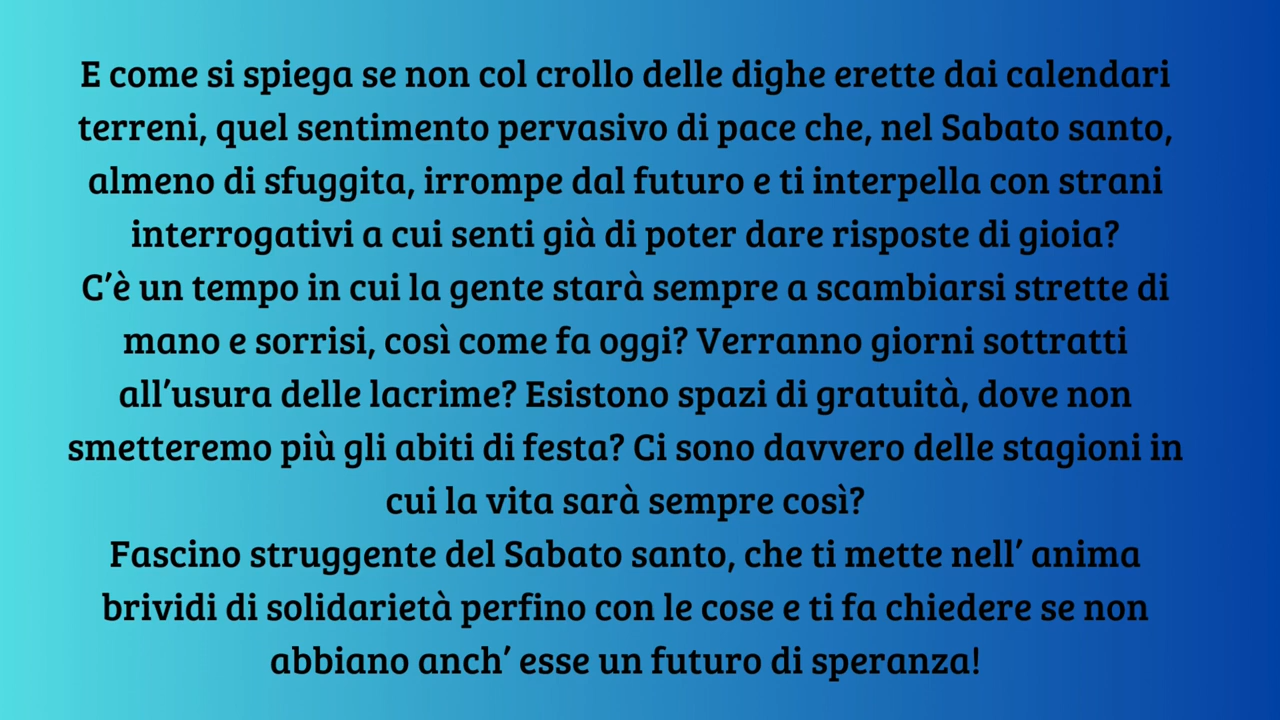 E come si spiega se non col crollo delle dighe erette dai calendari
terreni, quel sentimento pervasivo di pace che, nel Sabato santo,
almeno di sfuggita, irrompe dal futuro e ti interpella con strani
interrogativi a cui senti già di poter dare risposte di gioia?
C’è un tempo in cui la gente starà sempre a scambiarsi strette di
mano e sorrisi, così come fa oggi? Verranno giorni sottratti
all’usura delle lacrime? Esistono spazi di gratuità, dove non
smetteremo più gli abiti di festa? Ci sono davvero delle stagioni in
cui la vita sarà sempre così?
Fascino struggente del Sabato santo, che ti mette nell’ anima
brividi di solidarietà perfino con le cose e ti fa chiedere se non
abbiano anch’ esse un futuro di speranza!